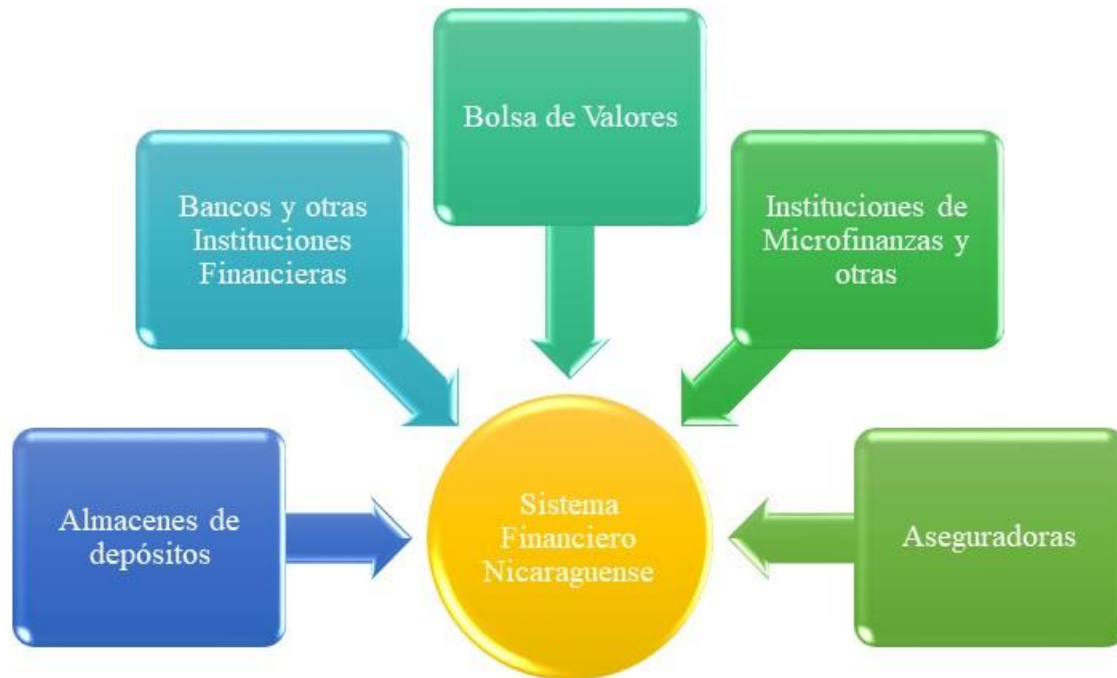 Bolsa de Valores
Bancos y otras
Instituciones
Financieras
Instituciones de
Microfinanzas y
otras
Almacenes de
depósitos
Sistema
Financiero
Nicaraguense
Aseguradoras